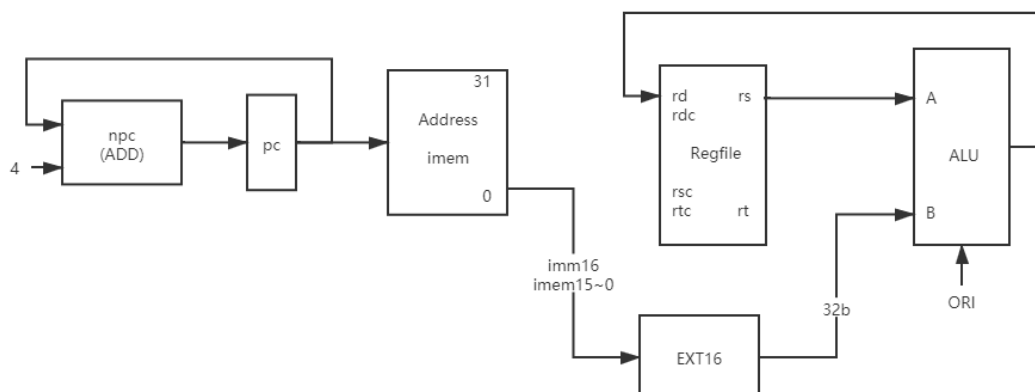 npc
(ADD)
4
pc
31
Address
imem
0
imm16
imem15~0
EXT16
32b
rd
rs
rdc
Regfile
rsc
rtc
rt
A
ALU
B
ORI